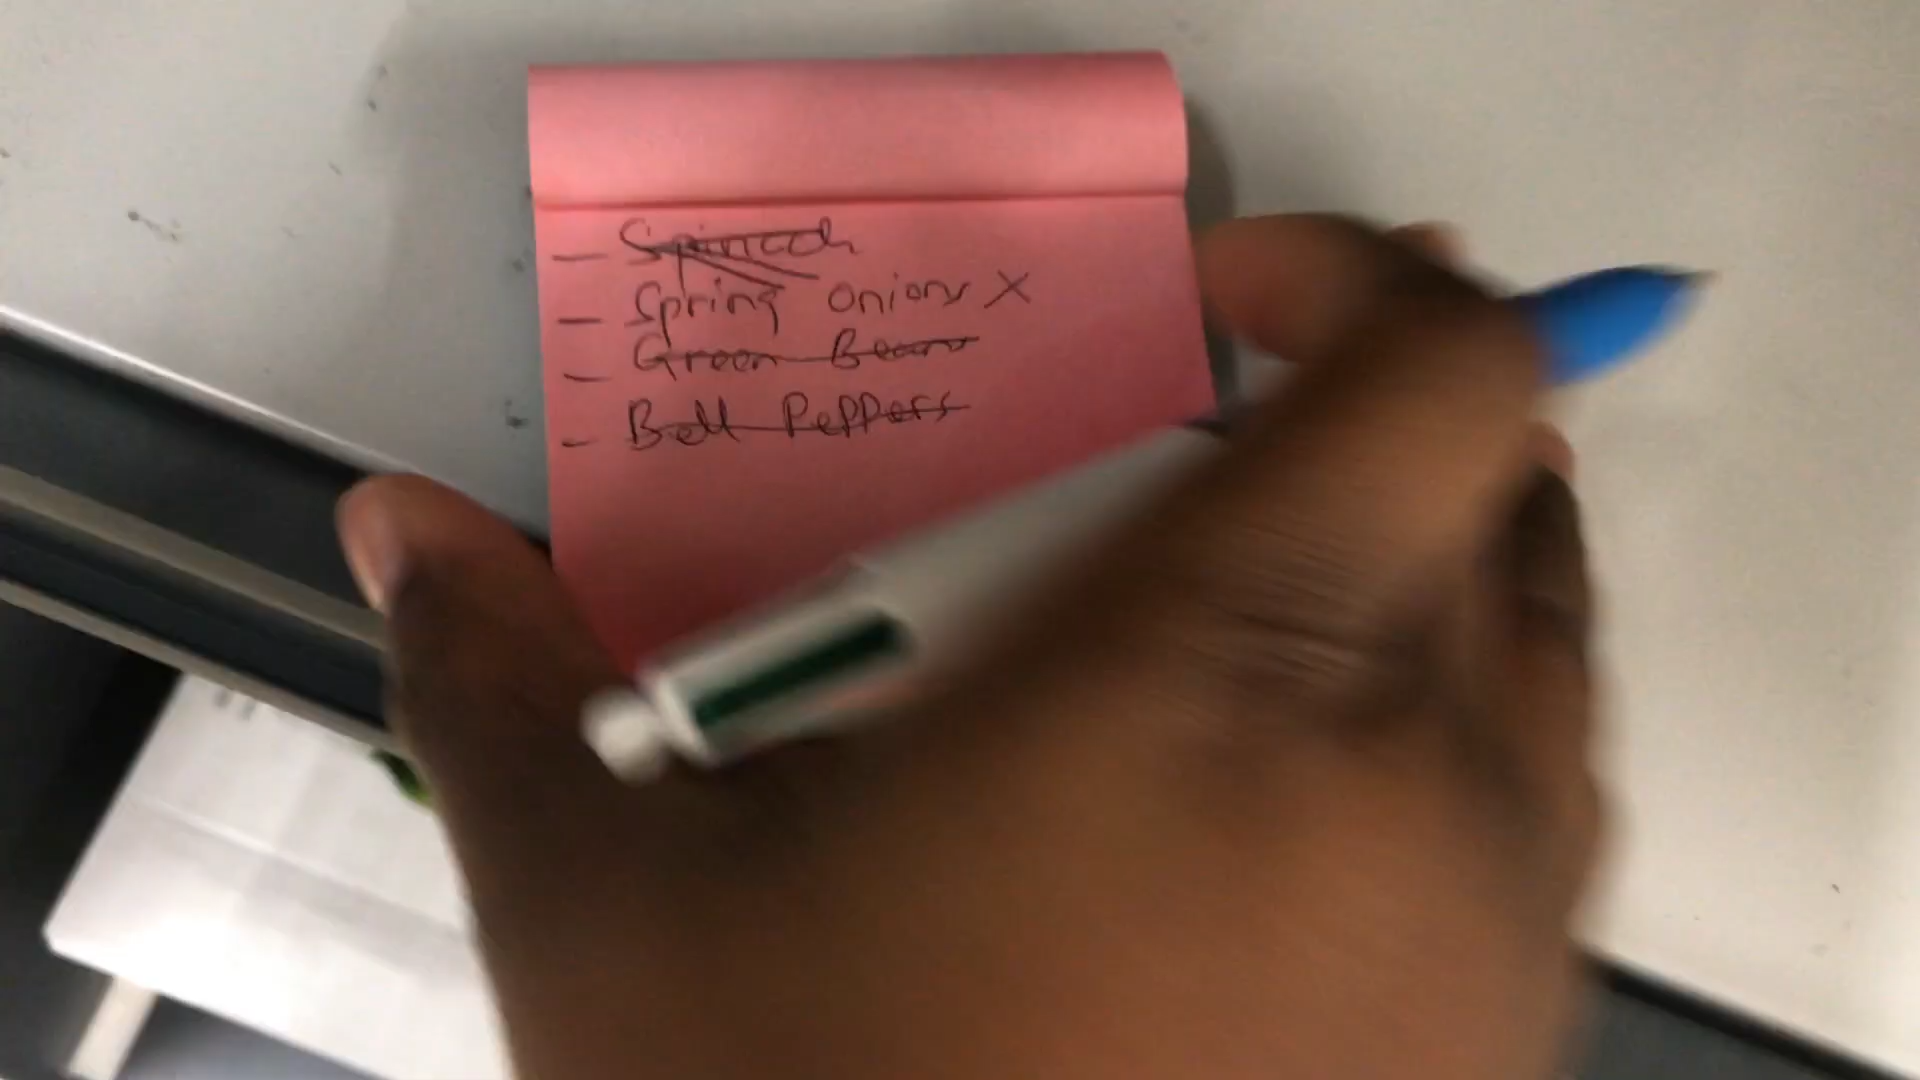 - Spinach
- Spring onions X
- Green Beans
- Bell Peppers